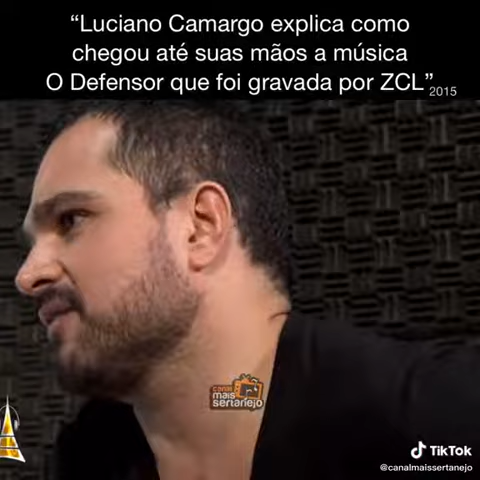 “Luciano Camargo explica como
chegou até suas mãos a música
O Defensor que foi gravada por ZCL”
2015
canal
mais
sertanejo
TikTok
@canalmaissertanejo